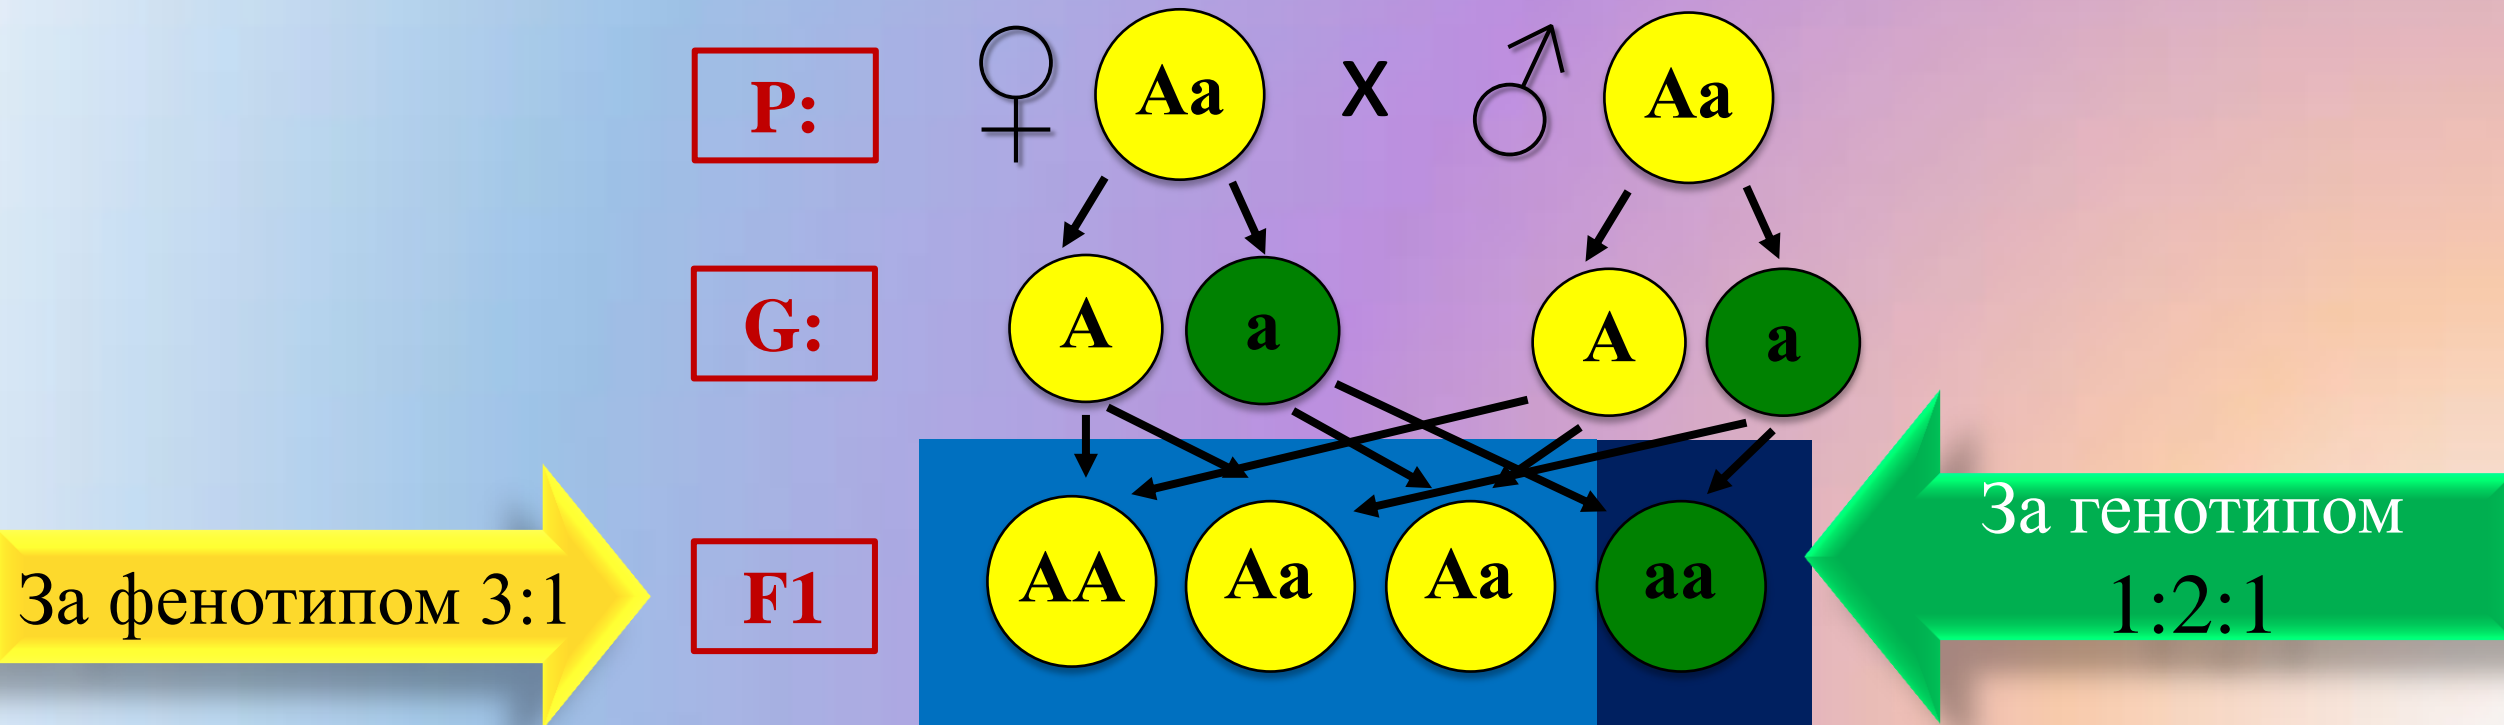 P:
Aa
X
Aa
G:
A
a
A
a
За фенотипом 3:1
F1
AA
Aa
Aa
aa
За генотипом
1:2:1